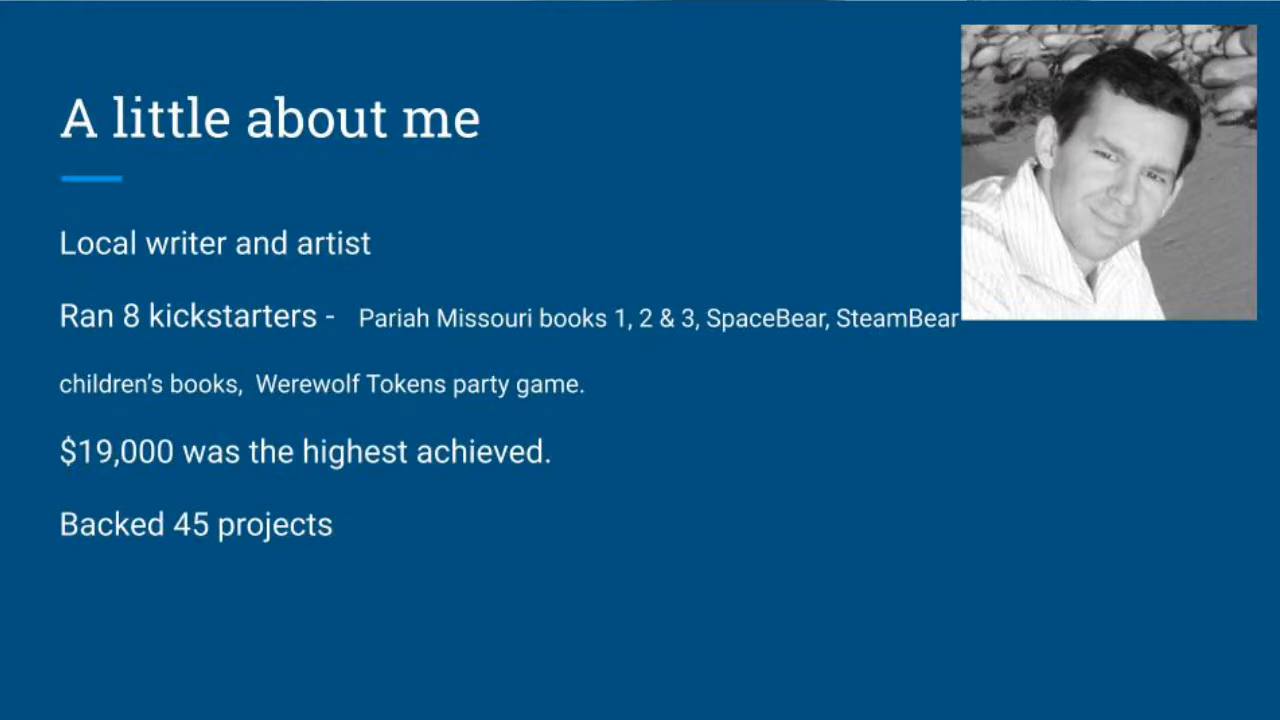 A little about me
Local writer and artist
Ran 8 kickstarters - Pariah Missouri books 1, 2 & 3, SpaceBear, SteamBear
children’s books, Werewolf Tokens party game.
$19,000 was the highest achieved.
Backed 45 projects